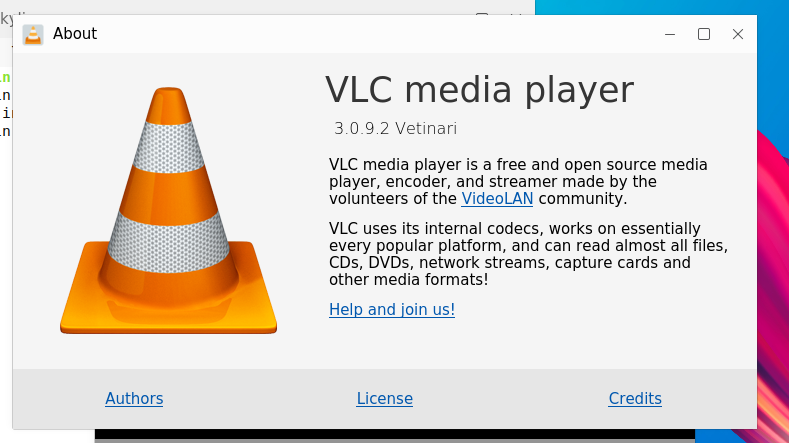 About
VLC media player
3.0.9.2 Vetinari
VLC media player is a free and open source media
player, encoder, and streamer made by the
volunteers of the VideoLAN community.
VLC uses its internal codecs, works on essentially
every popular platform, and can read almost all files,
CDs, DVDs, network streams, capture cards and
other media formats!
Help and join us!
Authors
License
Credits